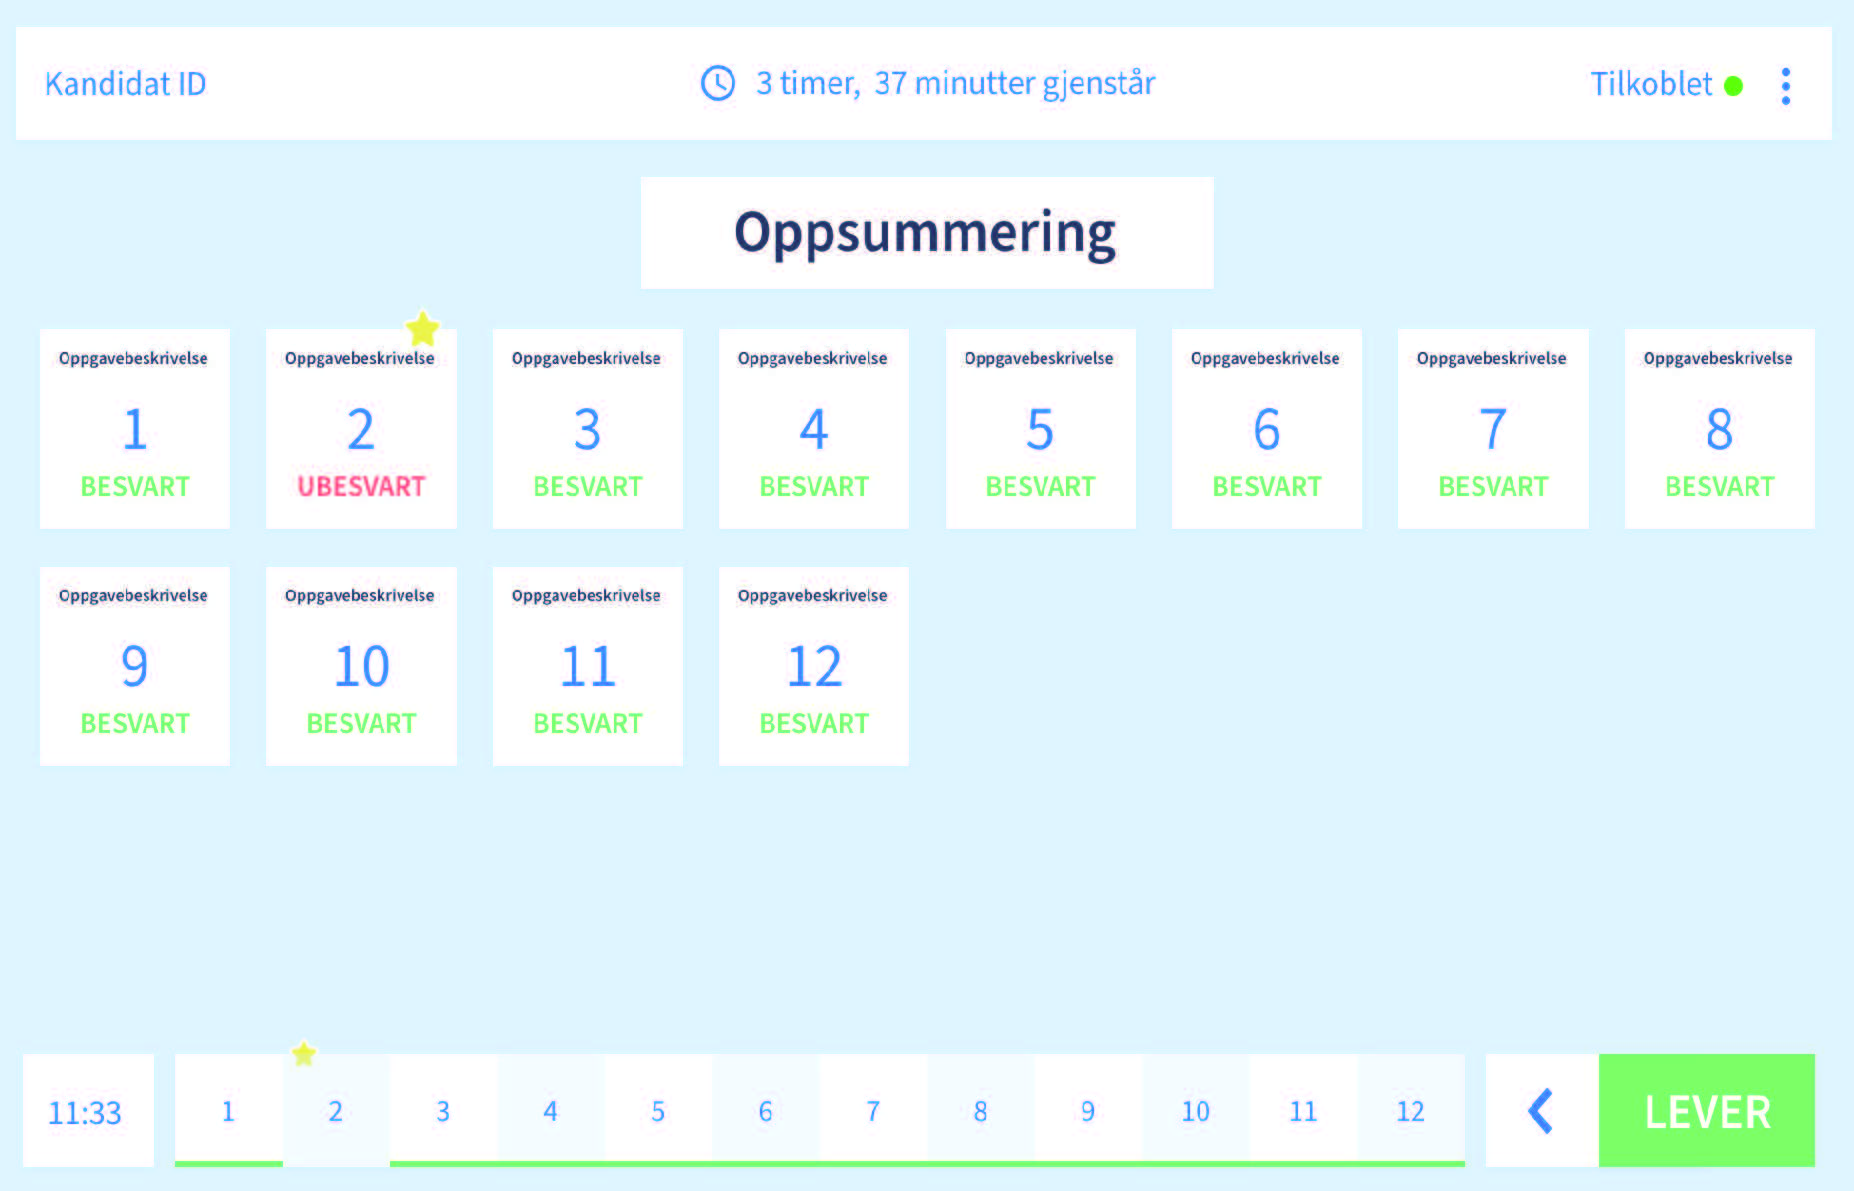 Kandidat ID
3 timer, 37 minutter gjenstår
Tilkoblet
Oppsummering
Oppgavebeskrivelse
1
BESVART
Oppgavebeskrivelse
2
UBESVART
Oppgavebeskrivelse
3
BESVART
Oppgavebeskrivelse
4
BESVART
Oppgavebeskrivelse
5
BESVART
Oppgavebeskrivelse
6
BESVART
Oppgavebeskrivelse
7
BESVART
Oppgavebeskrivelse
8
BESVART
Oppgavebeskrivelse
9
BESVART
Oppgavebeskrivelse
10
BESVART
Oppgavebeskrivelse
11
BESVART
Oppgavebeskrivelse
12
BESVART
11:33
1 2 3 4 5 6 7 8 9 10 11 12
LEVER